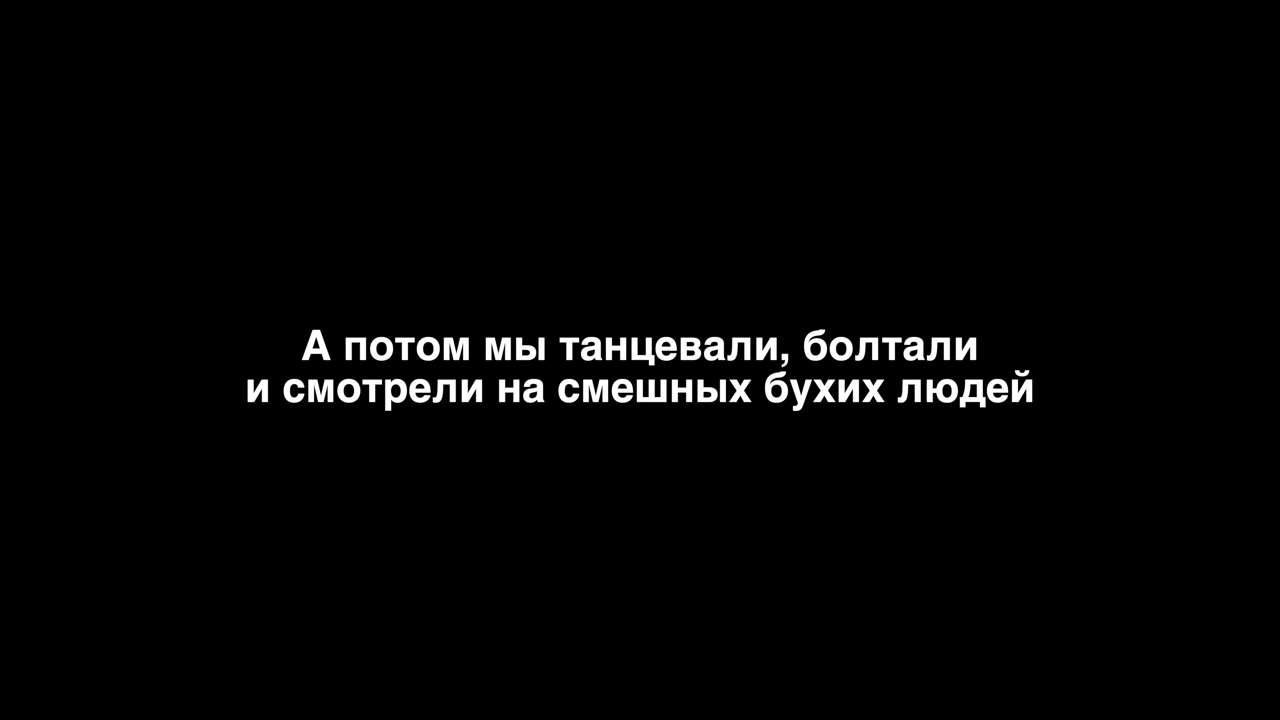 А потом мы танцевали, болтали
и смотрели на смешных бухих людей